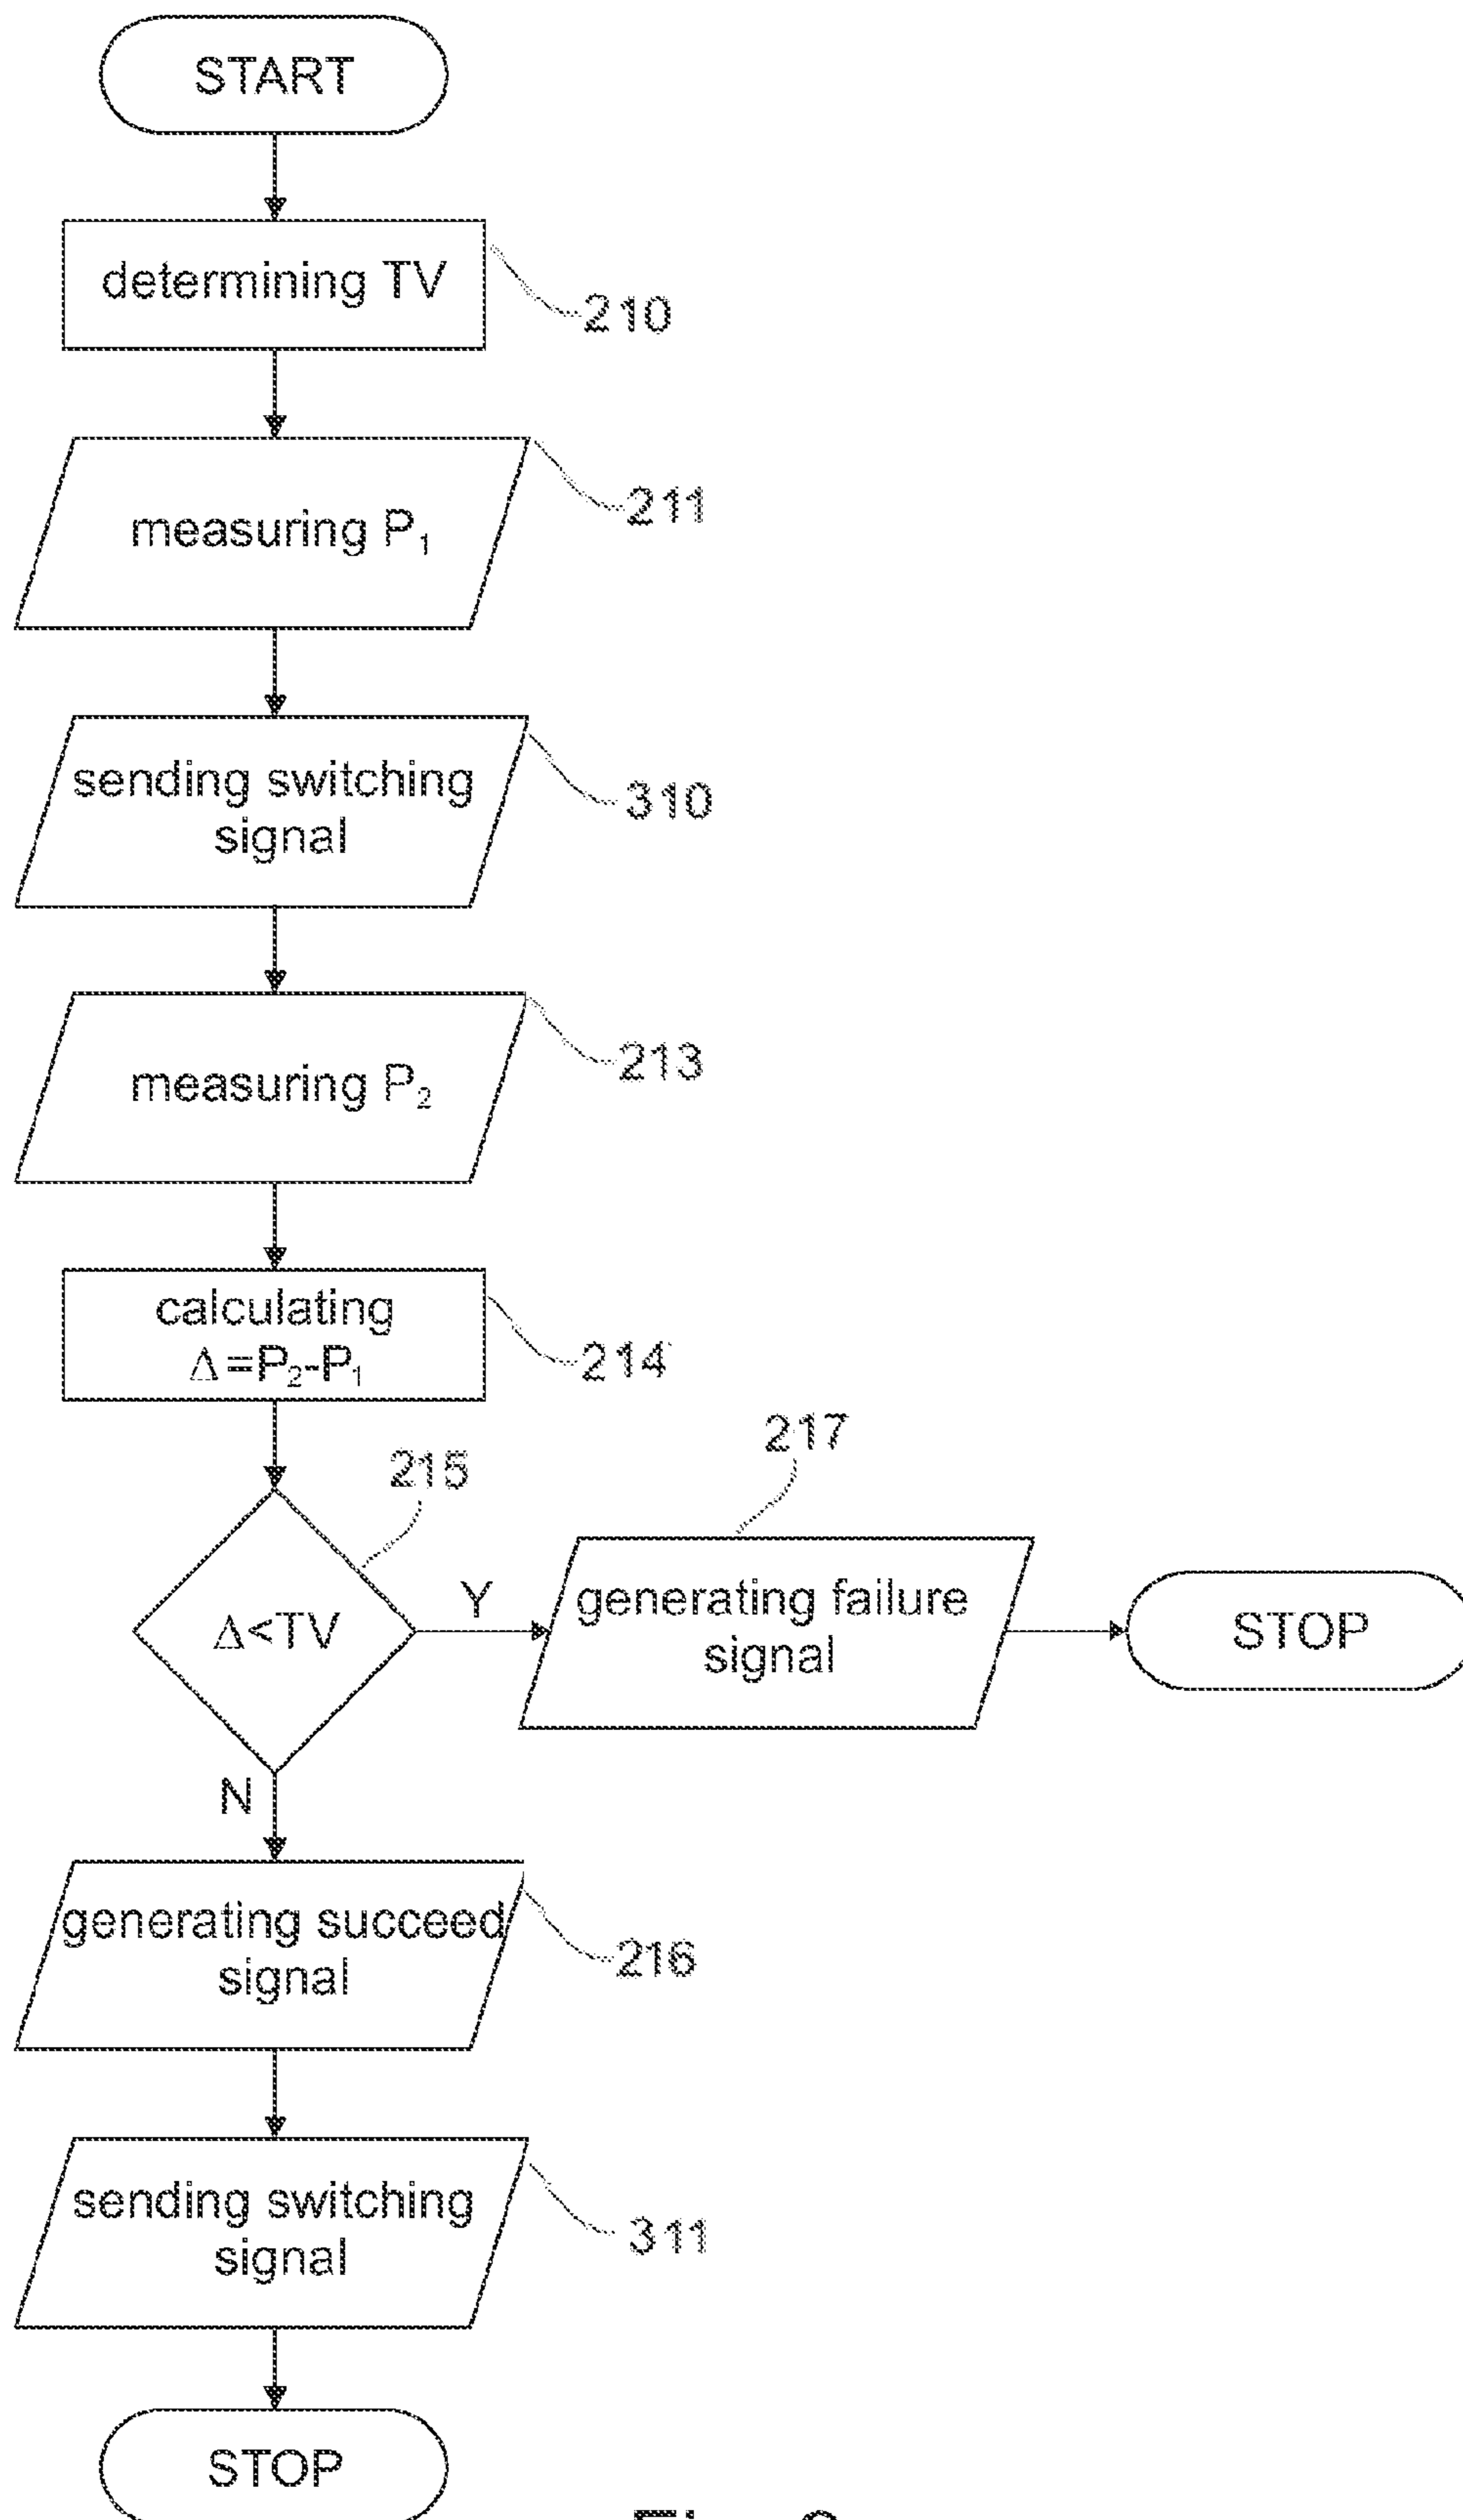 START
determining TV
210
measuring P₁
211
sending switching
signal
310
measuring P₂
213
calculating
Δ=P₂-P₁
214
215
217
Δ<TV
Y
generating failure
signal
STOP
N
generating succeed
signal
216
sending switching
signal
311
STOP